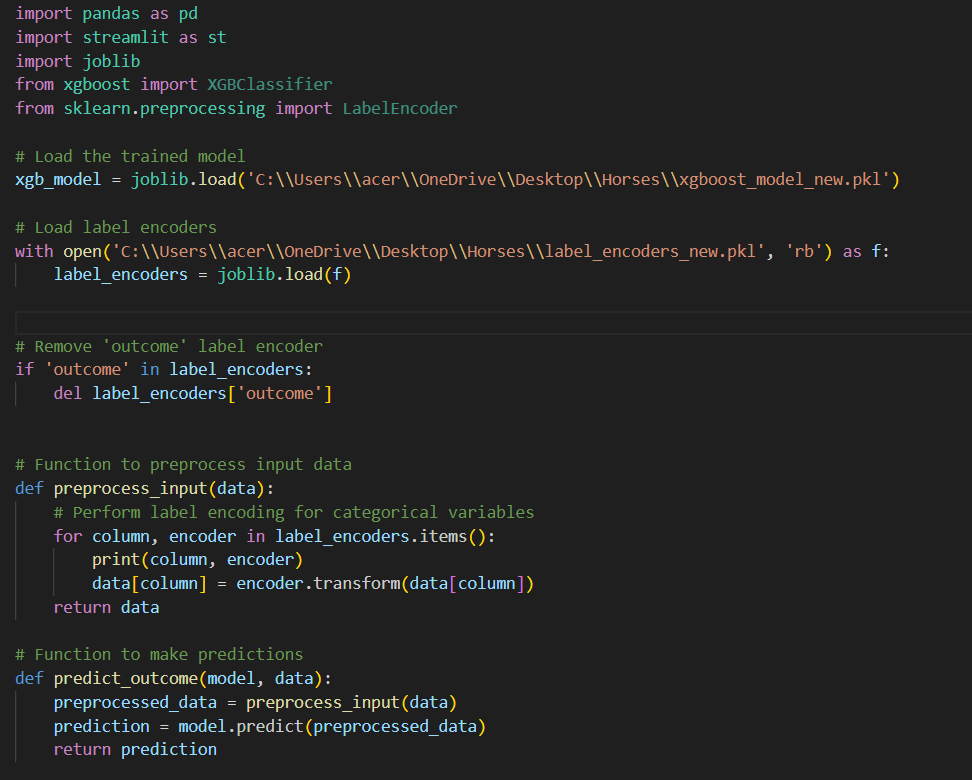 import pandas as pd
import streamlit as st
import joblib
from xgboost import XGBClassifier
from sklearn.preprocessing import LabelEncoder

# Load the trained model
xgb_model = joblib.load('C:\\Users\\acer\\OneDrive\\Desktop\\Horses\\xgboost_model_new.pkl')

# Load label encoders
with open('C:\\Users\\acer\\OneDrive\\Desktop\\Horses\\label_encoders_new.pkl', 'rb') as f:
    label_encoders = joblib.load(f)


# Remove 'outcome' label encoder
if 'outcome' in label_encoders:
    del label_encoders['outcome']


# Function to preprocess input data
def preprocess_input(data):
    # Perform label encoding for categorical variables
    for column, encoder in label_encoders.items():
        print(column, encoder)
        data[column] = encoder.transform(data[column])
    return data

# Function to make predictions
def predict_outcome(model, data):
    preprocessed_data = preprocess_input(data)
    prediction = model.predict(preprocessed_data)
    return prediction